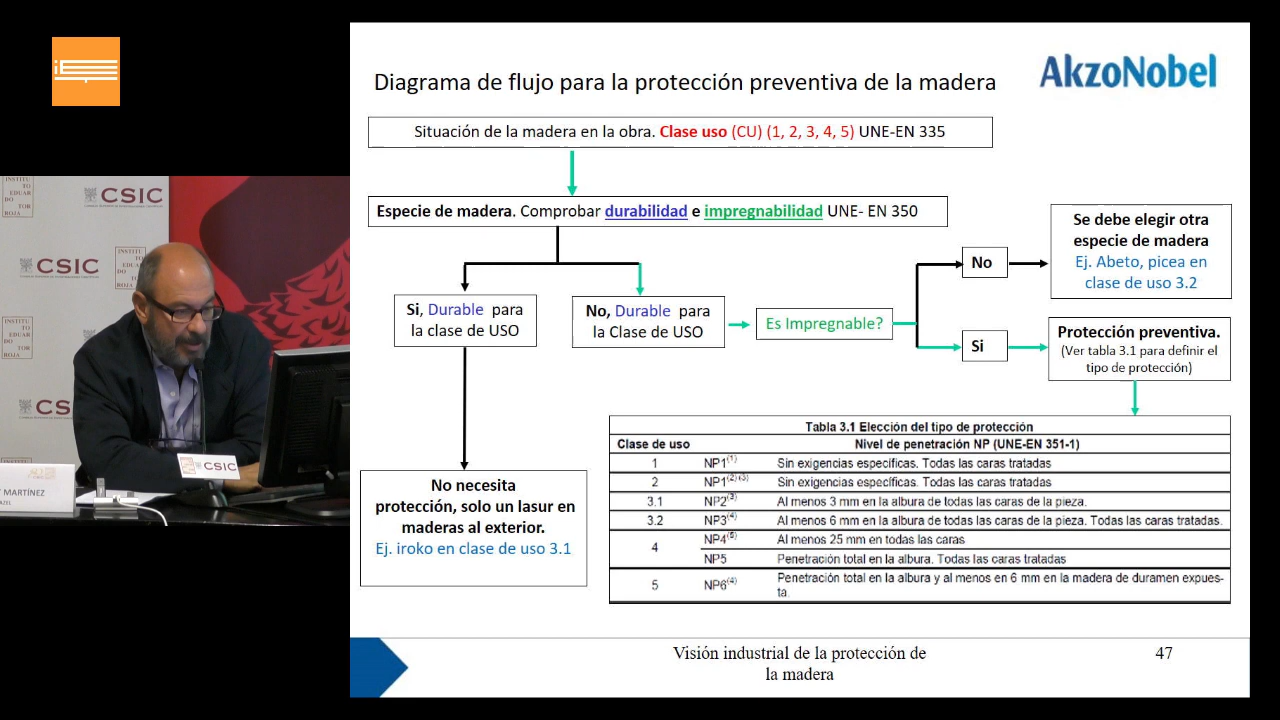 Diagrama de flujo para la protección preventiva de la madera
AkzoNobel
Situación de la madera en la obra. Clase uso (CU) (1, 2, 3, 4, 5) UNE-EN 335
Especie de madera. Comprobar durabilidad e impregnabilidad UNE- EN 350
Si, Durable para
la clase de USO
No, Durable para
la Clase de USO
Es Impregnable?
No
Si
Se debe elegir otra
especie de madera
Ej. Abeto, picea en
clase de uso 3.2
Protección preventiva.
(Ver tabla 3.1 para definir el
tipo de protección)
No necesita
protección, solo un lasur en
maderas al exterior.
Ej. iroko en clase de uso 3.1
Tabla 3.1 Elección del tipo de protección
Clase de uso Nivel de penetración NP (UNE-EN 351-1)
1 NP1(1) Sin exigencias específicas. Todas las caras tratadas
2 NP1(2) (3) Sin exigencias específicas. Todas las caras tratadas
3.1 NP2(3) Al menos 3 mm en la albura de todas las caras de la pieza.
3.2 NP3(4) Al menos 6 mm en la albura de todas las caras de la pieza. Todas las caras tratadas.
4 NP4(5) Al menos 25 mm en todas las caras
NP5 Penetración total en la albura. Todas las caras tratadas
5 NP6(4) Penetración total en la albura y al menos en 6 mm en la madera de duramen expues-
ta.
Visión industrial de la protección de
la madera
47
CSIC
CSIC
CSIC
CSIC
INSTITU
TO
EDUAR
DO
TOR
ROJA
MARTÍNEZ